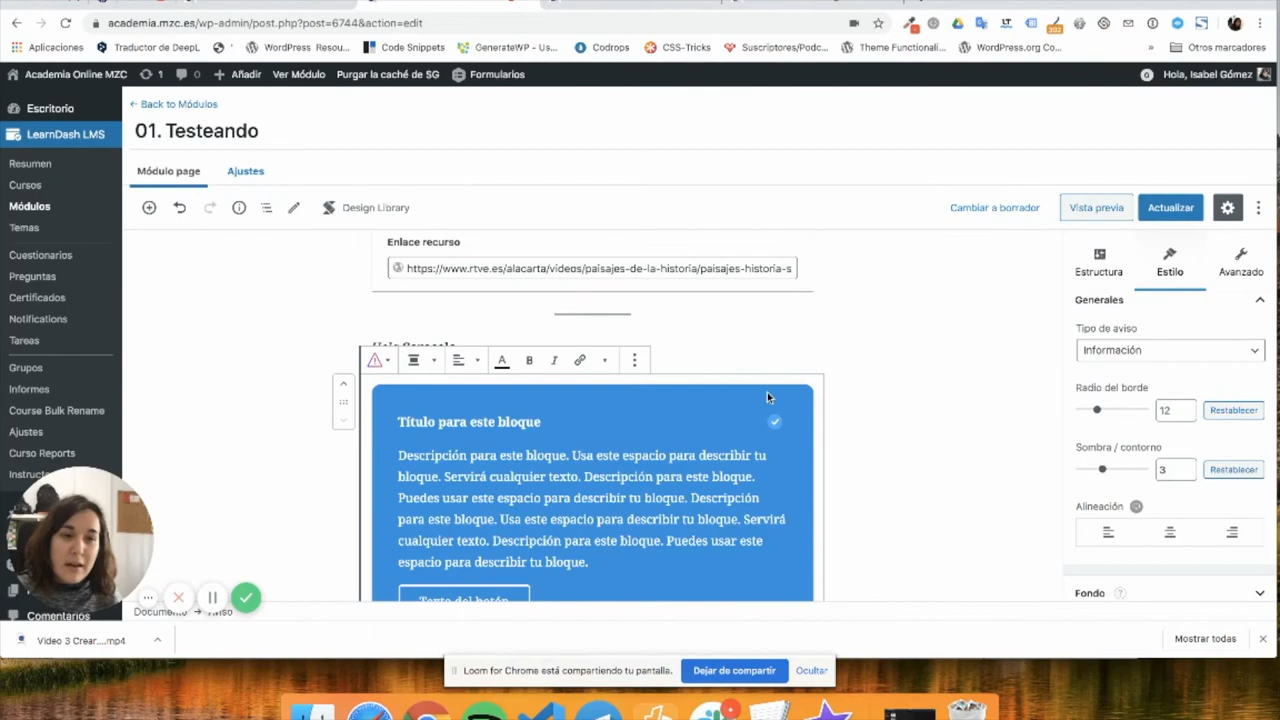 academia.mzc.es/wp-admin/post.php?post=6744&action=edit
Aplicaciones
Traductor de DeepL
WordPress Resou...
Code Snippets
GenerateWP - Us...
Codrops
CSS-Tricks
Suscriptores/Podc...
Theme Functionali...
WordPress.org Co...
»
Otros marcadores
Academia Online MZC
1
0
Añadir
Ver Módulo
Purgar la caché de SG
Formularios
Hola, Isabel Gómez
Escritorio
LearnDash LMS
Resumen
Cursos
Módulos
Temas
Cuestionarios
Preguntas
Certificados
Notifications
Tareas
Grupos
Informes
Course Bulk Rename
Ajustes
Curso Reports
Instructo
Comentarios
← Back to Módulos
01. Testeando
Módulo page
Ajustes
Design Library
Cambiar a borrador
Vista previa
Actualizar
Enlace recurso
https://www.rtve.es/alacarta/videos/paisajes-de-la-historia/paisajes-historia-s
A
B
I
Título para este bloque
Descripción para este bloque. Usa este espacio para describir tu
bloque. Servirá cualquier texto. Descripción para este bloque.
Puedes usar este espacio para describir tu bloque. Descripción
para este bloque. Usa este espacio para describir tu bloque. Servirá
cualquier texto. Descripción para este bloque. Puedes usar este
espacio para describir tu bloque.
Texto del botón
Documento → Aviso
Estructura
Estilo
Avanzado
Generales
Tipo de aviso
Información
Radio del borde
12
Restablecer
Sombra / contorno
3
Restablecer
Alineación
Fondo
Video 3 Crear....mp4
Mostrar todas
Loom for Chrome está compartiendo tu pantalla.
Dejar de compartir
Ocultar